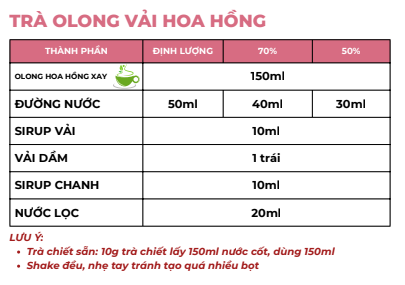 TRÀ OLONG VẢI HOA HỒNG
THÀNH PHẦN ĐỊNH LƯỢNG 70% 50%
OLONG HOA HỒNG XAY 150ml
ĐƯỜNG NƯỚC 50ml 40ml 30ml
SIRUP VẢI 10ml
VẢI DẦM 1 trái
SIRUP CHANH 10ml
NƯỚC LỌC 20ml
LƯU Ý:
• Trà chiết sẵn: 10g trà chiết lấy 150ml nước cốt, dùng 150ml
• Shake đều, nhẹ tay tránh tạo quá nhiều bọt